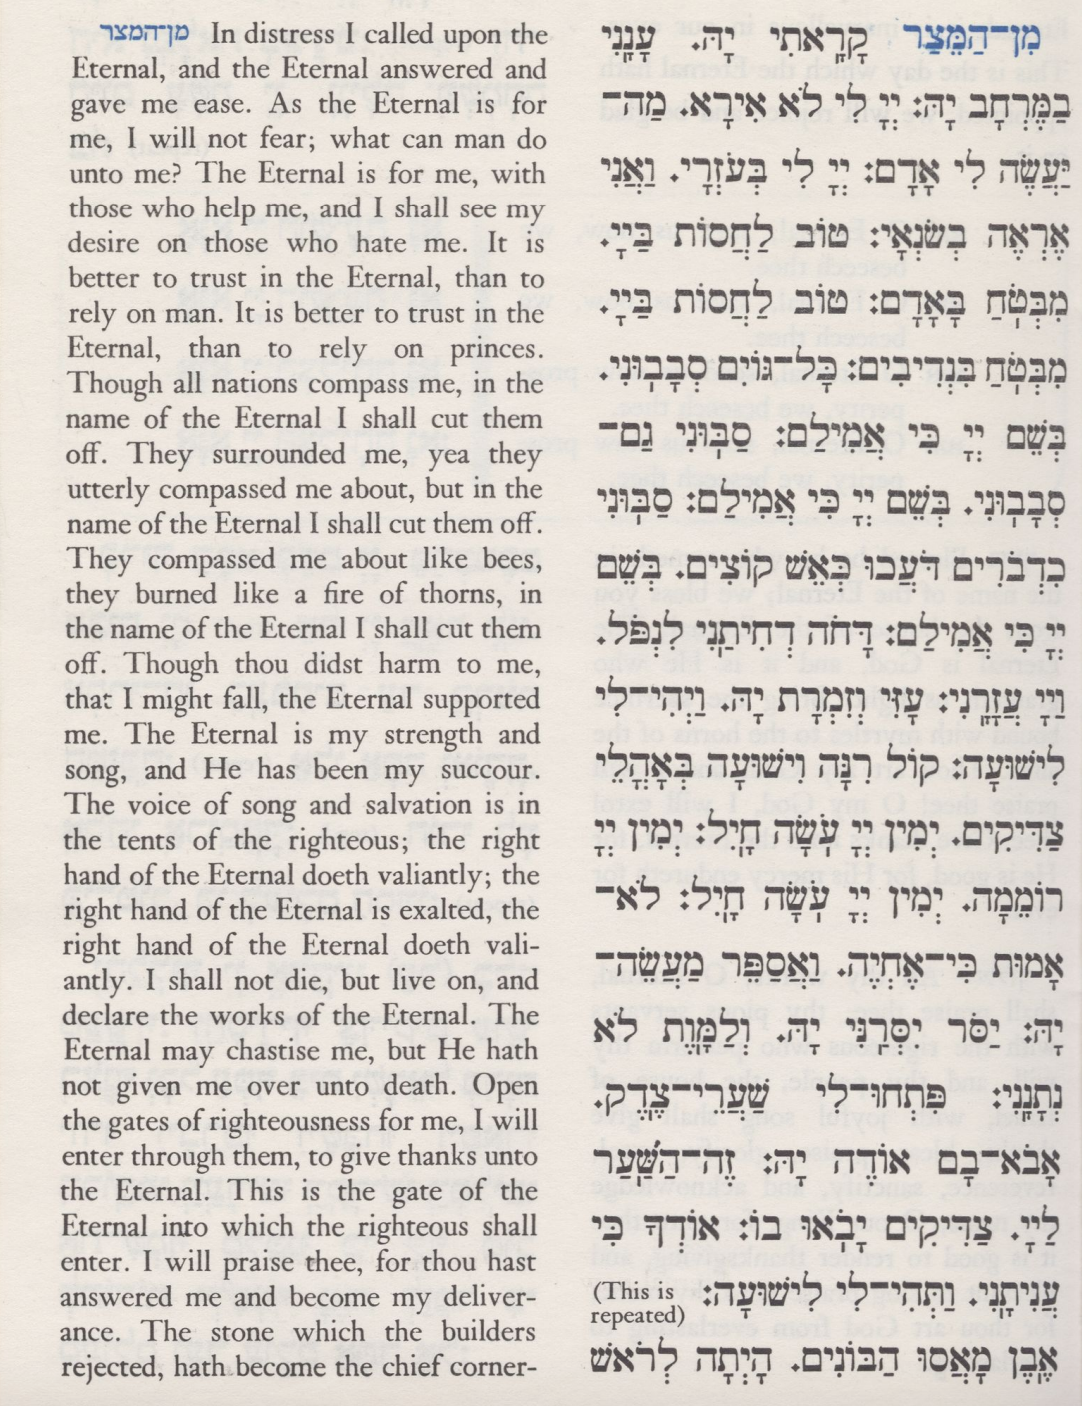 מן־המצר In distress I called upon the
Eternal, and the Eternal answered and
gave me ease. As the Eternal is for
me, I will not fear; what can man do
unto me? The Eternal is for me, with
those who help me, and I shall see my
desire on those who hate me. It is
better to trust in the Eternal, than to
rely on man. It is better to trust in the
Eternal, than to rely on princes.
Though all nations compass me, in the
name of the Eternal I shall cut them
off. They surrounded me, yea they
utterly compassed me about, but in the
name of the Eternal I shall cut them off.
They compassed me about like bees,
they burned like a fire of thorns, in
the name of the Eternal I shall cut them
off. Though thou didst harm to me,
that I might fall, the Eternal supported
me. The Eternal is my strength and
song, and He has been my succour.
The voice of song and salvation is in
the tents of the righteous; the right
hand of the Eternal doeth valiantly; the
right hand of the Eternal is exalted, the
right hand of the Eternal doeth vali-
antly. I shall not die, but live on, and
declare the works of the Eternal. The
Eternal may chastise me, but He hath
not given me over unto death. Open
the gates of righteousness for me, I will
enter through them, to give thanks unto
the Eternal. This is the gate of the
Eternal into which the righteous shall
enter. I will praise thee, for thou hast
answered me and become my deliver-
ance. The stone which the builders
rejected, hath become the chief corner-
מִן־הַמֵּצַר קָרָאתִי יָהּ. עָנָנִי
בַמֶּרְחָב יָהּ: יְיָ לִי לֹא אִירָא. מַה־
יַּעֲשֶׂה לִי אָדָם: יְיָ לִי בְּעֹזְרָי. וַאֲנִי
אֶרְאֶה בְשֹׂנְאָי: טוֹב לַחֲסוֹת בַּייָ.
מִבְּטֹחַ בָּאָדָם: טוֹב לַחֲסוֹת בַּייָ.
מִבְּטֹחַ בִּנְדִיבִים: כָּל־גּוֹיִם סְבָבוּנִי.
בְּשֵׁם יְיָ כִּי אֲמִילַם: סַבּוּנִי גַם־
סְבָבוּנִי. בְּשֵׁם יְיָ כִּי אֲמִילַם: סַבּוּנִי
כִדְבֹרִים דֹּעֲכוּ כְּאֵשׁ קוֹצִים. בְּשֵׁם
יְיָ כִּי אֲמִילַם: דָּחֹה דְחִיתַנִי לִנְפֹּל.
וַייָ עֲזָרָנִי: עָזִּי וְזִמְרָת יָהּ. וַיְהִי־לִי
לִישׁוּעָה: קוֹל רִנָּה וִישׁוּעָה בְּאָהֳלֵי
צַדִּיקִים. יְמִין יְיָ עֹשָׂה חָיִל: יְמִין יְיָ
רוֹמֵמָה. יְמִין יְיָ עֹשָׂה חָיִל: לֹא־
אָמוּת כִּי־אֶחְיֶה. וַאֲסַפֵּר מַעֲשֵׂה־
יָהּ: יַסֹּר יִסְּרַנִּי יָהּ. וְלַמָּוֶת לֹא
נְתָנָנִי: פִּתְחוּ־לִי שַׁעֲרֵי־צֶדֶק.
אָבֹא־בָם אוֹדֶה יָהּ: זֶה־הַשַּׁעַר
לַייָ. צַדִּיקִים יָבֹאוּ בוֹ: אוֹדְךָ כִּי
עֲנִיתָנִי. וַתְּהִי־לִי לִישׁוּעָה: (This is
repeated)
אֶבֶן מָאֲסוּ הַבּוֹנִים. הָיְתָה לְרֹאשׁ